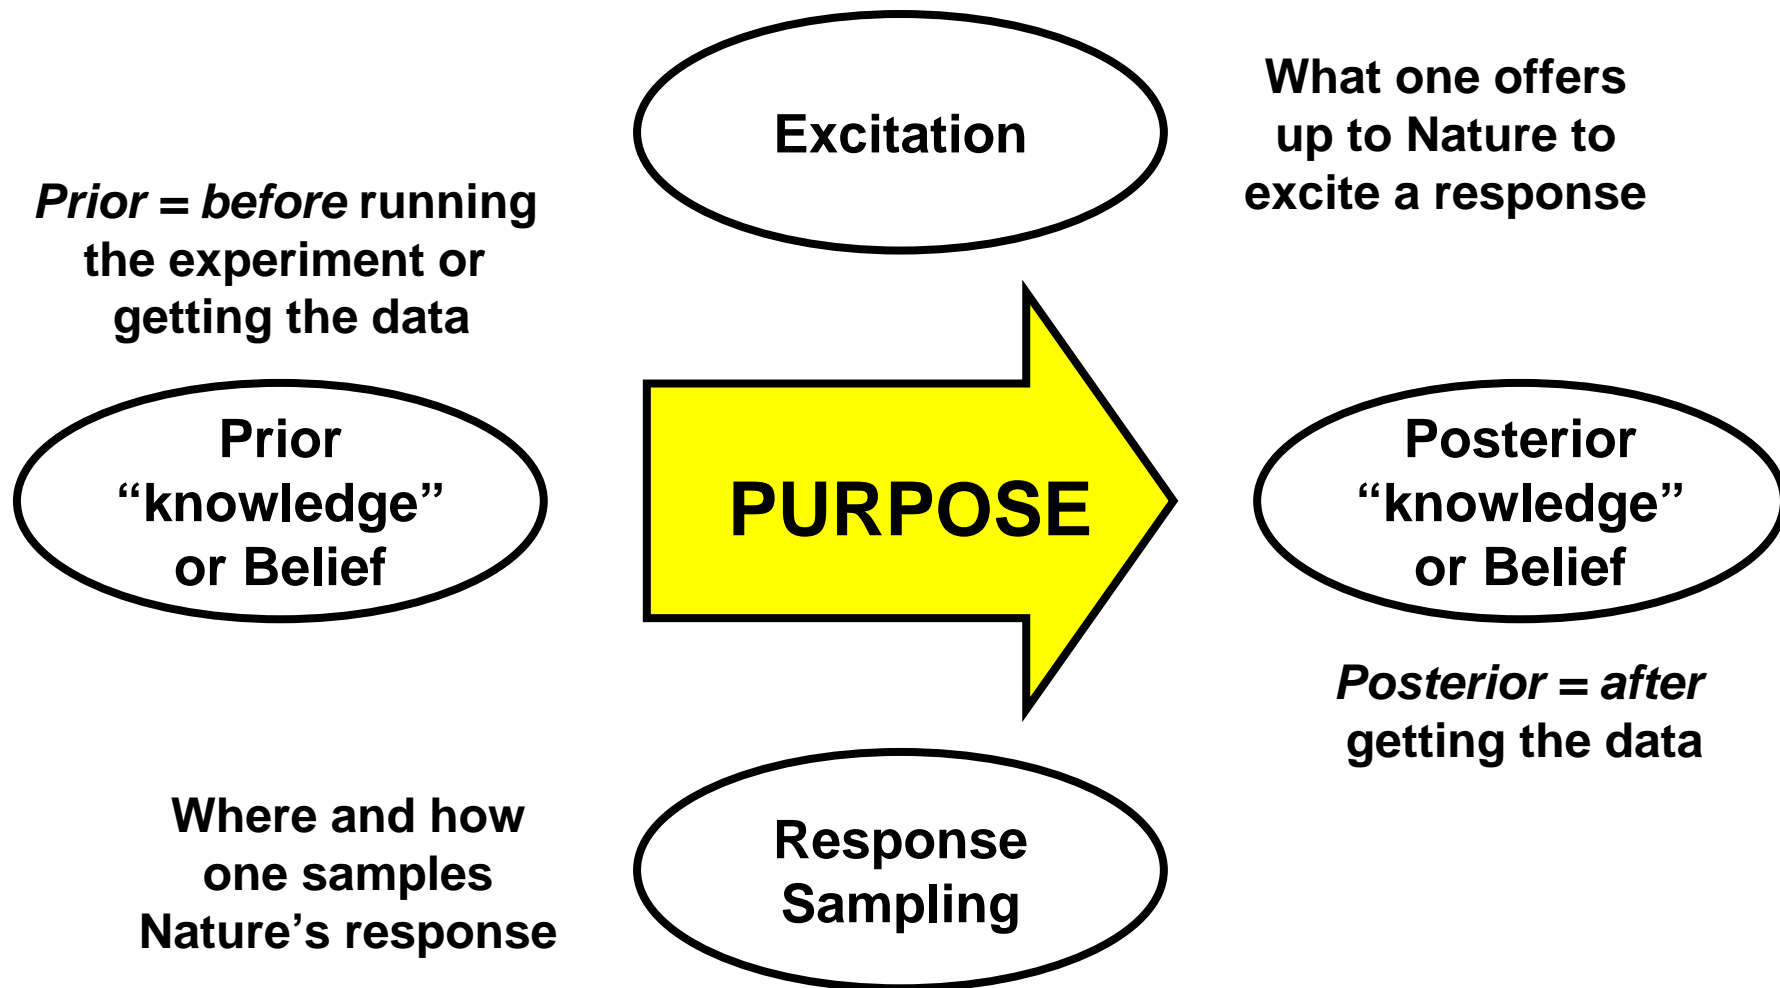 Excitation
What one offers
up to Nature to
excite a response
Prior = before running
the experiment or
getting the data
Prior
“knowledge”
or Belief
PURPOSE
Posterior
“knowledge”
or Belief
Posterior = after
getting the data
Where and how
one samples
Nature’s response
Response
Sampling